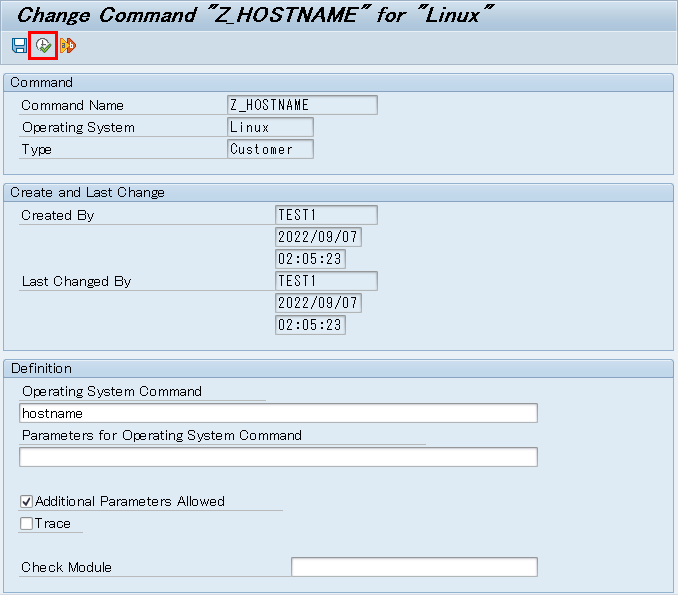 Change Command "Z_HOSTNAME" for "Linux"
Command
Command Name Z_HOSTNAME
Operating System Linux
Type Customer
Create and Last Change
Created By TEST1
2022/09/07
02:05:23
Last Changed By TEST1
2022/09/07
02:05:23
Definition
Operating System Command
hostname
Parameters for Operating System Command
Additional Parameters Allowed
Trace
Check Module